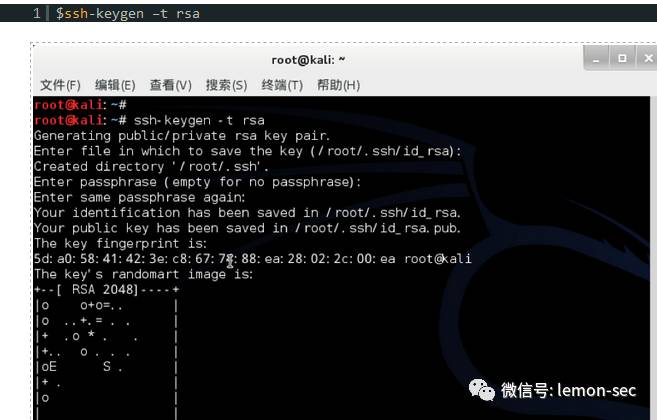 1 $ssh-keygen –t rsa
root@kali: ~
文件(F) 编辑(E) 查看(V) 搜索(S) 终端(T) 帮助(H)
root@kali:~#
root@kali:~# ssh-keygen -t rsa
Generating public/private rsa key pair.
Enter file in which to save the key (/root/.ssh/id_rsa):
Created directory '/root/.ssh'.
Enter passphrase (empty for no passphrase):
Enter same passphrase again:
Your identification has been saved in /root/.ssh/id_rsa.
Your public key has been saved in /root/.ssh/id_rsa.pub.
The key fingerprint is:
5d:a0:58:41:42:3e:c8:67:78:88:ea:28:02:2c:00:ea root@kali
The key's randomart image is:
+--[ RSA 2048]----+
|o    o+o=..      |
|o  ..+.= . .     |
|+  .o * .   .    |
|+..  o . . .     |
|oE      S .      |
|+ .              |
|o                |
微信号: lemon-sec